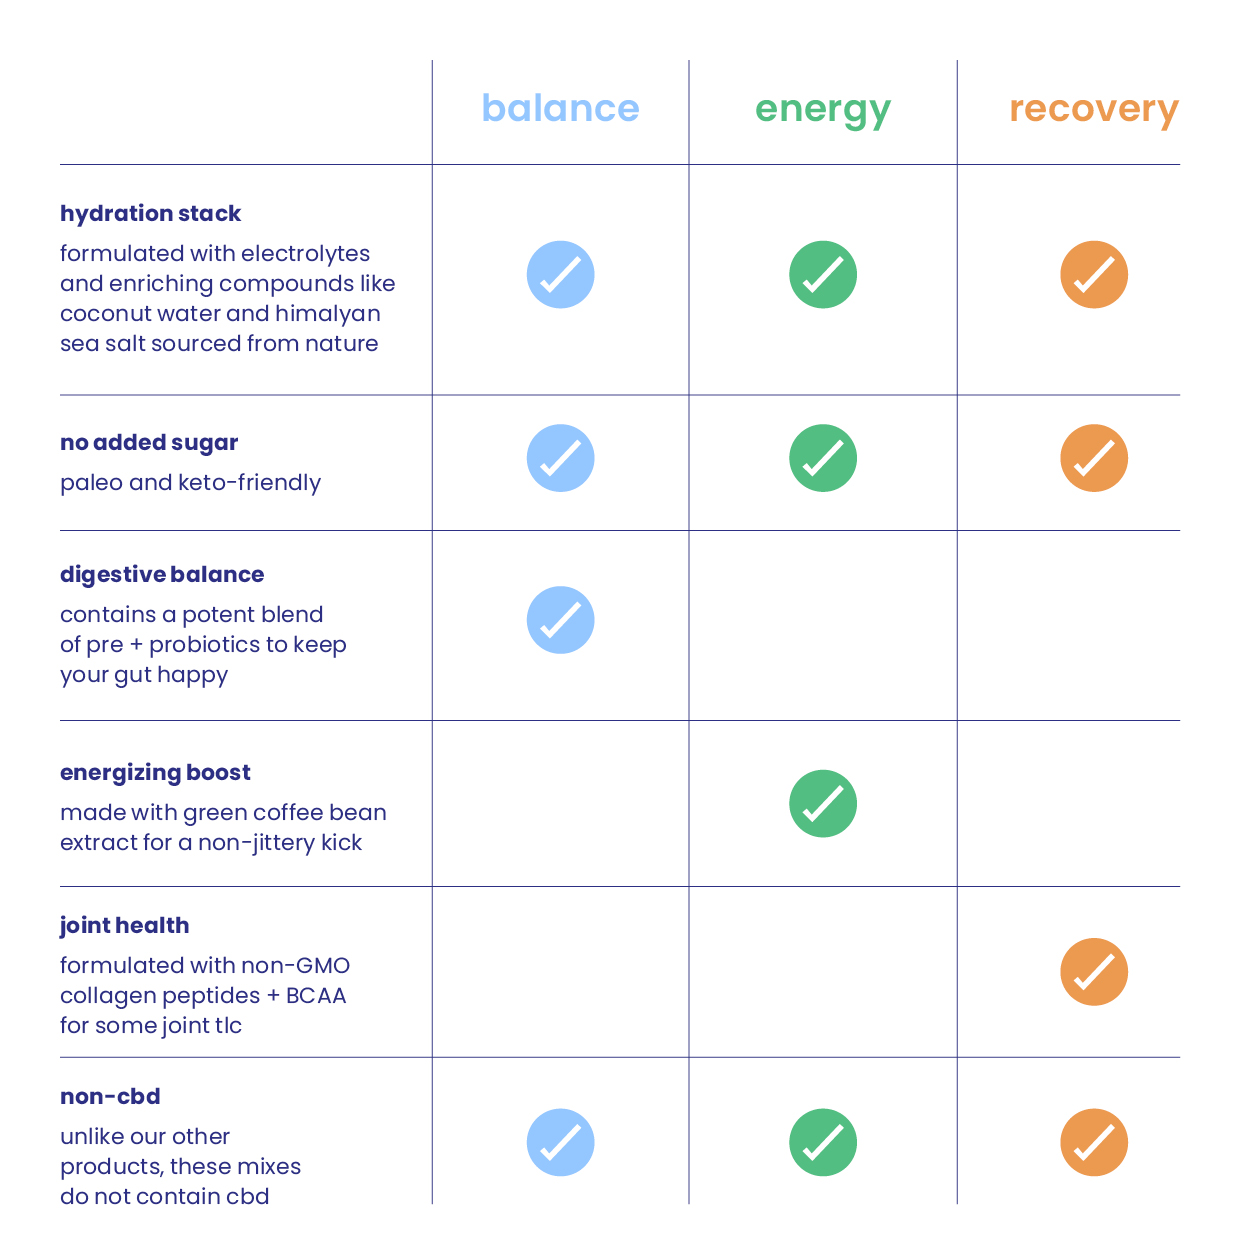 balance energy recovery
hydration stack
formulated with electrolytes
and enriching compounds like
coconut water and himalyan
sea salt sourced from nature
no added sugar
paleo and keto-friendly
digestive balance
contains a potent blend
of pre + probiotics to keep
your gut happy
energizing boost
made with green coffee bean
extract for a non-jittery kick
joint health
formulated with non-GMO
collagen peptides + BCAA
for some joint tlc
non-cbd
unlike our other
products, these mixes
do not contain cbd